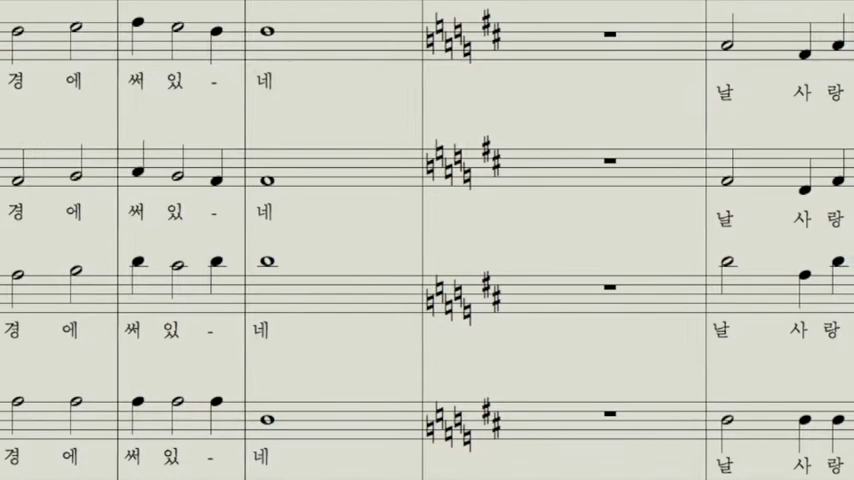 경 에 써 있 - 네 날 사 랑
경 에 써 있 - 네 날 사 랑
경 에 써 있 - 네 날 사 랑
경 에 써 있 - 네 날 사 랑